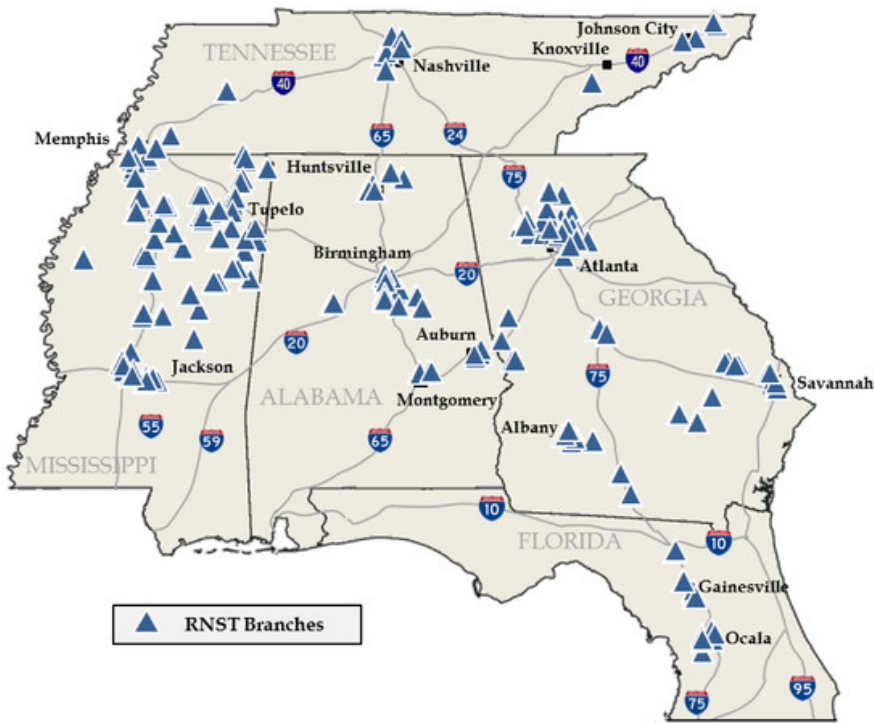 Johnson City
TENNESSEE
Knoxville
Nashville
40
40
Memphis
65
24
Huntsville
75
Tupelo
Birmingham
20
Atlanta
GEORGIA
Auburn
20
Jackson
75
Savannah
ALABAMA
Montgomery
55
59
65
Albany
MISSISSIPPI
10
FLORIDA
10
Gainesville
RNST Branches
Ocala
75
95